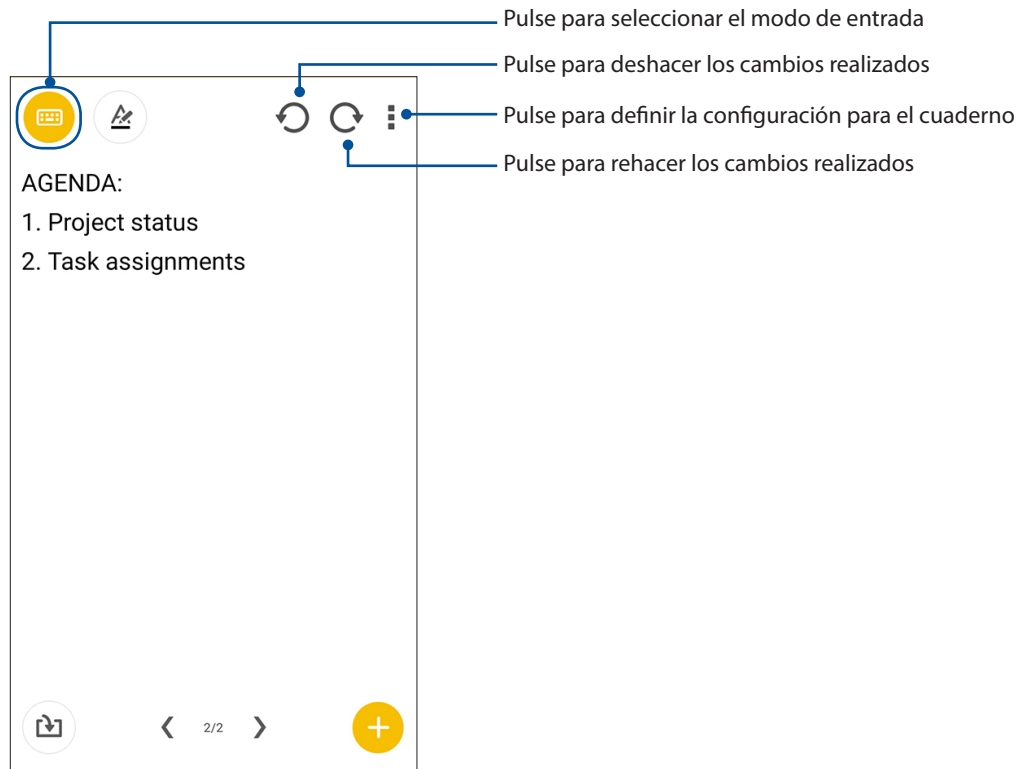 Pulse para seleccionar el modo de entrada
Pulse para deshacer los cambios realizados
Pulse para definir la configuración para el cuaderno
Pulse para rehacer los cambios realizados
AGENDA:
1. Project status
2. Task assignments
2/2